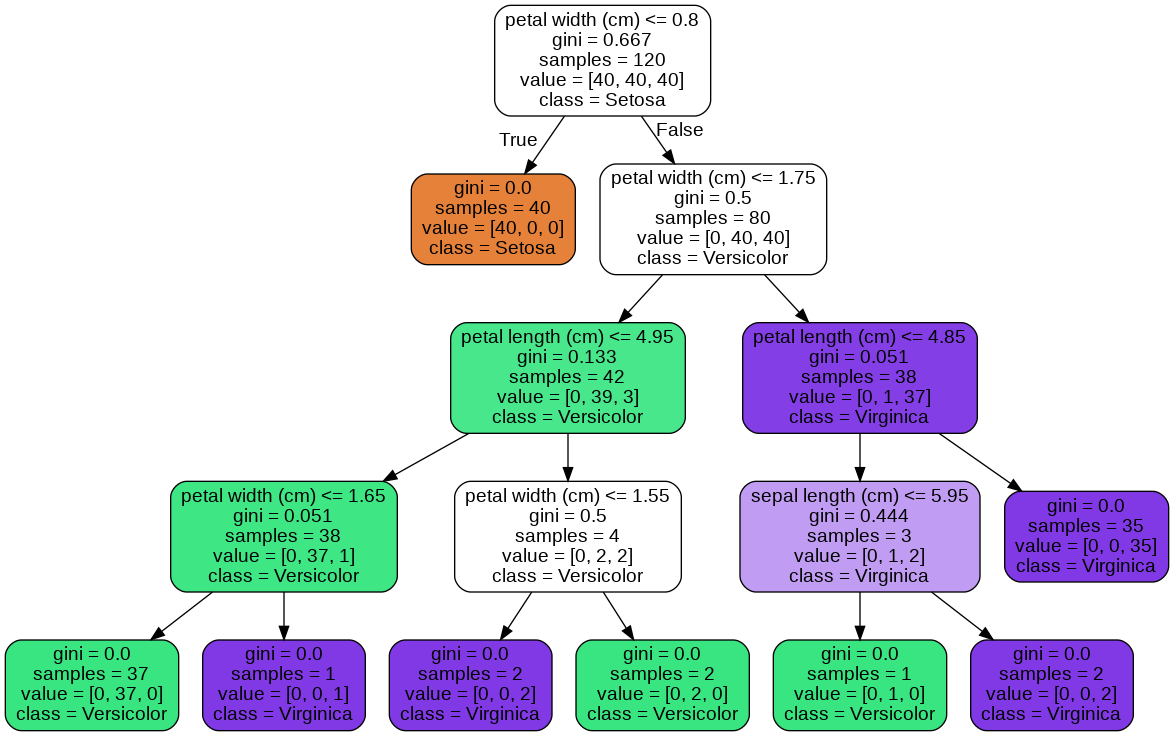 petal width (cm) <= 0.8
gini = 0.667
samples = 120
value = [40, 40, 40]
class = Setosa
True
False
gini = 0.0
samples = 40
value = [40, 0, 0]
class = Setosa
petal width (cm) <= 1.75
gini = 0.5
samples = 80
value = [0, 40, 40]
class = Versicolor
petal length (cm) <= 4.95
gini = 0.133
samples = 42
value = [0, 39, 3]
class = Versicolor
petal length (cm) <= 4.85
gini = 0.051
samples = 38
value = [0, 1, 37]
class = Virginica
petal width (cm) <= 1.65
gini = 0.051
samples = 38
value = [0, 37, 1]
class = Versicolor
petal width (cm) <= 1.55
gini = 0.5
samples = 4
value = [0, 2, 2]
class = Versicolor
sepal length (cm) <= 5.95
gini = 0.444
samples = 3
value = [0, 1, 2]
class = Virginica
gini = 0.0
samples = 35
value = [0, 0, 35]
class = Virginica
gini = 0.0
samples = 37
value = [0, 37, 0]
class = Versicolor
gini = 0.0
samples = 1
value = [0, 0, 1]
class = Virginica
gini = 0.0
samples = 2
value = [0, 0, 2]
class = Virginica
gini = 0.0
samples = 2
value = [0, 2, 0]
class = Versicolor
gini = 0.0
samples = 1
value = [0, 1, 0]
class = Versicolor
gini = 0.0
samples = 2
value = [0, 0, 2]
class = Virginica